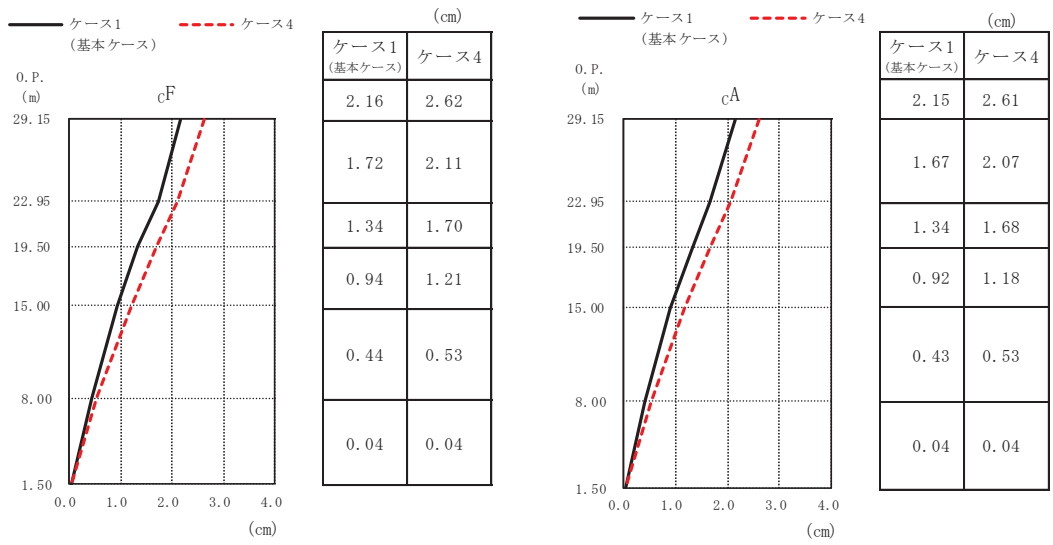 ケース1 ケース4
(基本ケース)
(cm)
ケース1 ケース4
(基本ケース)
2.16 2.62
1.72 2.11
1.34 1.70
0.94 1.21
0.44 0.53
0.04 0.04
O.P.
(m)
CF
29.15
22.95
19.50
15.00
8.00
1.50
0.0 1.0 2.0 3.0 4.0
(cm)
ケース1 ケース4
(基本ケース)
(cm)
ケース1 ケース4
(基本ケース)
2.15 2.61
1.67 2.07
1.34 1.68
0.92 1.18
0.43 0.53
0.04 0.04
O.P.
(m)
CA
29.15
22.95
19.50
15.00
8.00
1.50
0.0 1.0 2.0 3.0 4.0
(cm)